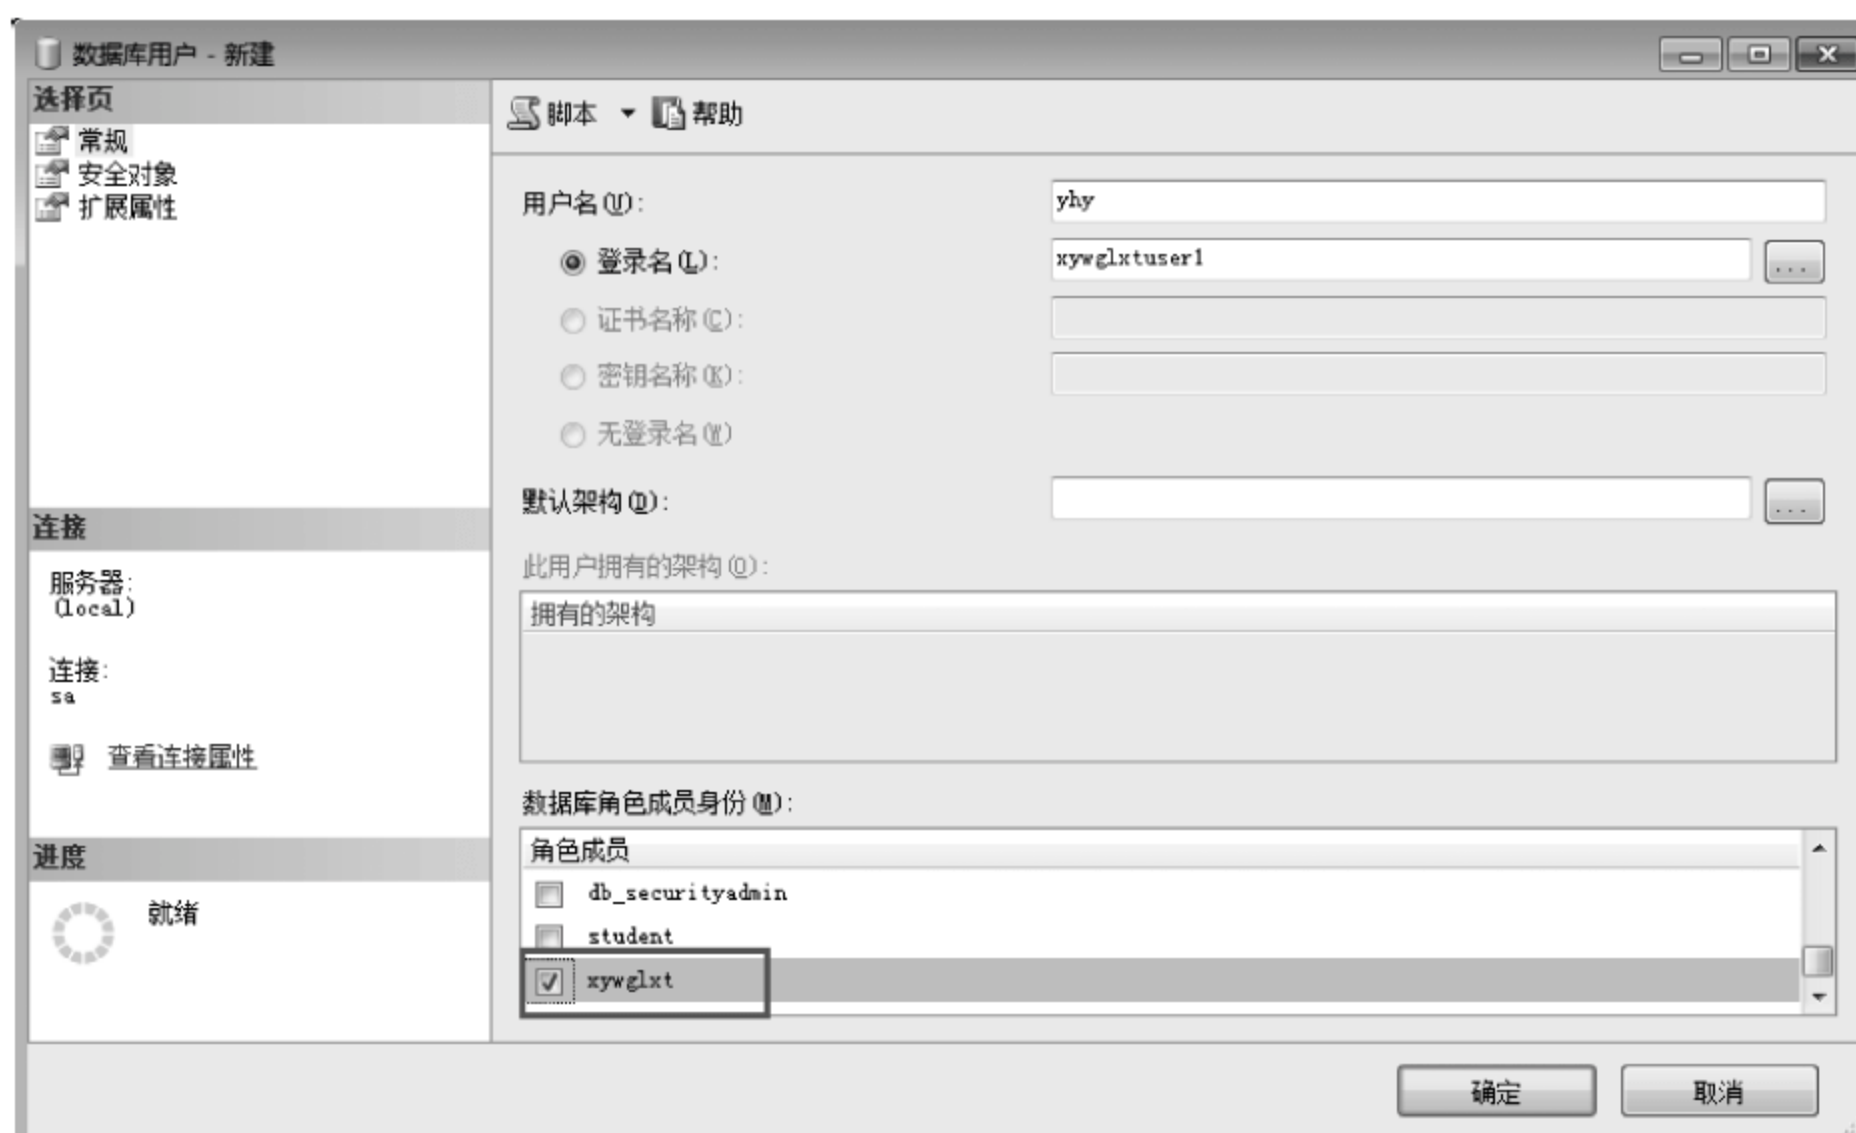 数据库用户 - 新建
选择页
常规
安全对象
扩展属性
连接
服务器:
(local)
连接:
sa
查看连接属性
进度
就绪
脚本 帮助
用户名(U): yhy
登录名(L): xywglxtuser1 ...
证书名称(C):
密钥名称(K):
无登录名(W)
默认架构(D): ...
此用户拥有的架构(O):
拥有的架构
数据库角色成员身份(M):
角色成员
db_securityadmin
student
xywglxt
确定 取消